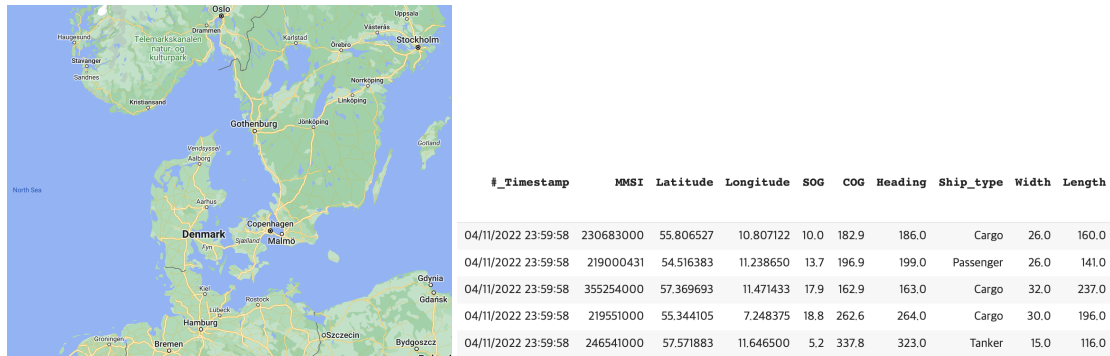 Oslo
Uppsala
Drammen
Västerås
Haugesund
Telemarkskanalen
natur- og
kulturpark
Karlstad
Örebro
Stockholm
Stavanger
Sandnes
Norrköping
Kristiansand
Linköping
Gothenburg
Jönköping
Vendsyssel
Aalborg
Gotland
North Sea
Aarhus
Copenhagen
Denmark
Sjælland
Malmö
Fyn
Gdynia
Kiel
Rostock
Gdańsk
Lübeck
Hamburg
Szczecin
Groningen
Bremen
Bydgoszcz
#_Timestamp MMSI Latitude Longitude SOG COG Heading Ship_type Width Length
04/11/2022 23:59:58 230683000 55.806527 10.807122 10.0 182.9 186.0 Cargo 26.0 160.0
04/11/2022 23:59:58 219000431 54.516383 11.238650 13.7 196.9 199.0 Passenger 26.0 141.0
04/11/2022 23:59:58 355254000 57.369693 11.471433 17.9 162.9 163.0 Cargo 32.0 237.0
04/11/2022 23:59:58 219551000 55.344105 7.248375 18.8 262.6 264.0 Cargo 30.0 196.0
04/11/2022 23:59:58 246541000 57.571883 11.646500 5.2 337.8 323.0 Tanker 15.0 116.0